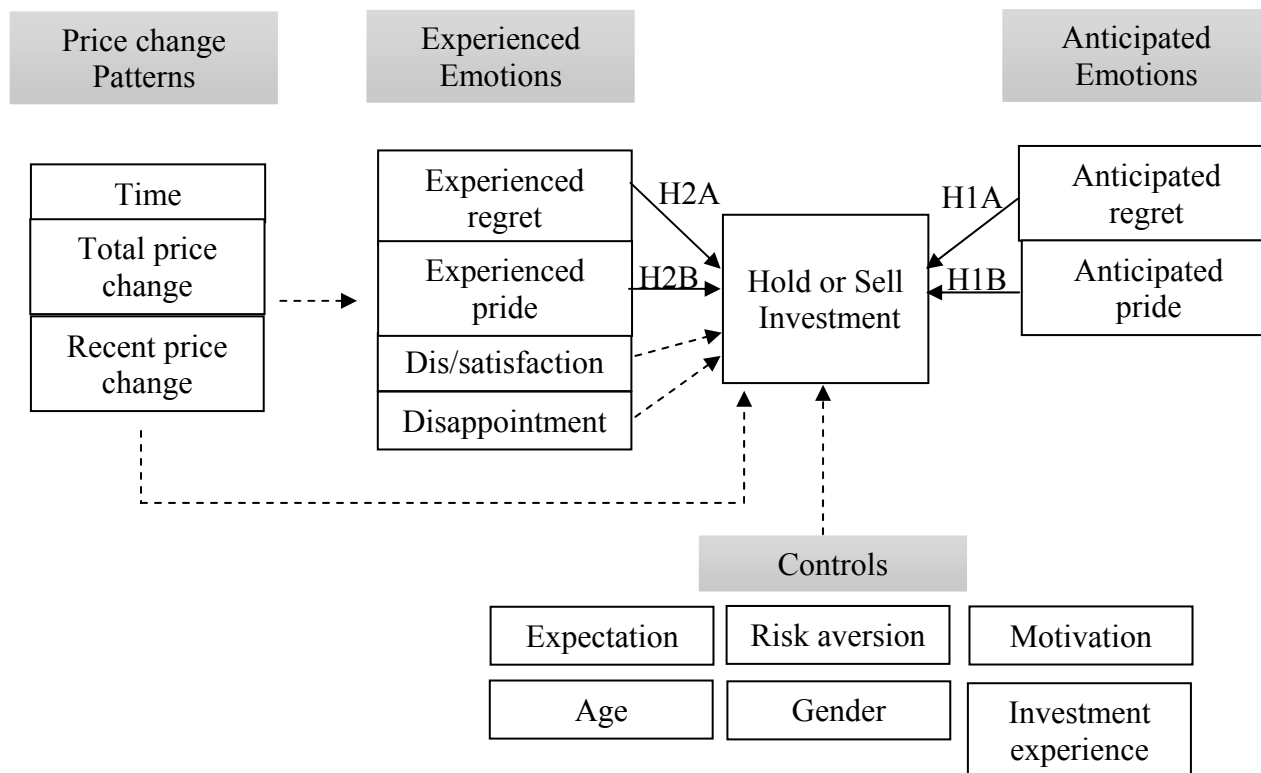 Price change
Patterns
Experienced
Emotions
Anticipated
Emotions
Time
Total price
change
Recent price
change
Experienced
regret
Experienced
pride
Dis/satisfaction
Disappointment
H2A
H2B
Hold or Sell
Investment
H1A
H1B
Anticipated
regret
Anticipated
pride
Controls
Expectation
Risk aversion
Motivation
Age
Gender
Investment
experience